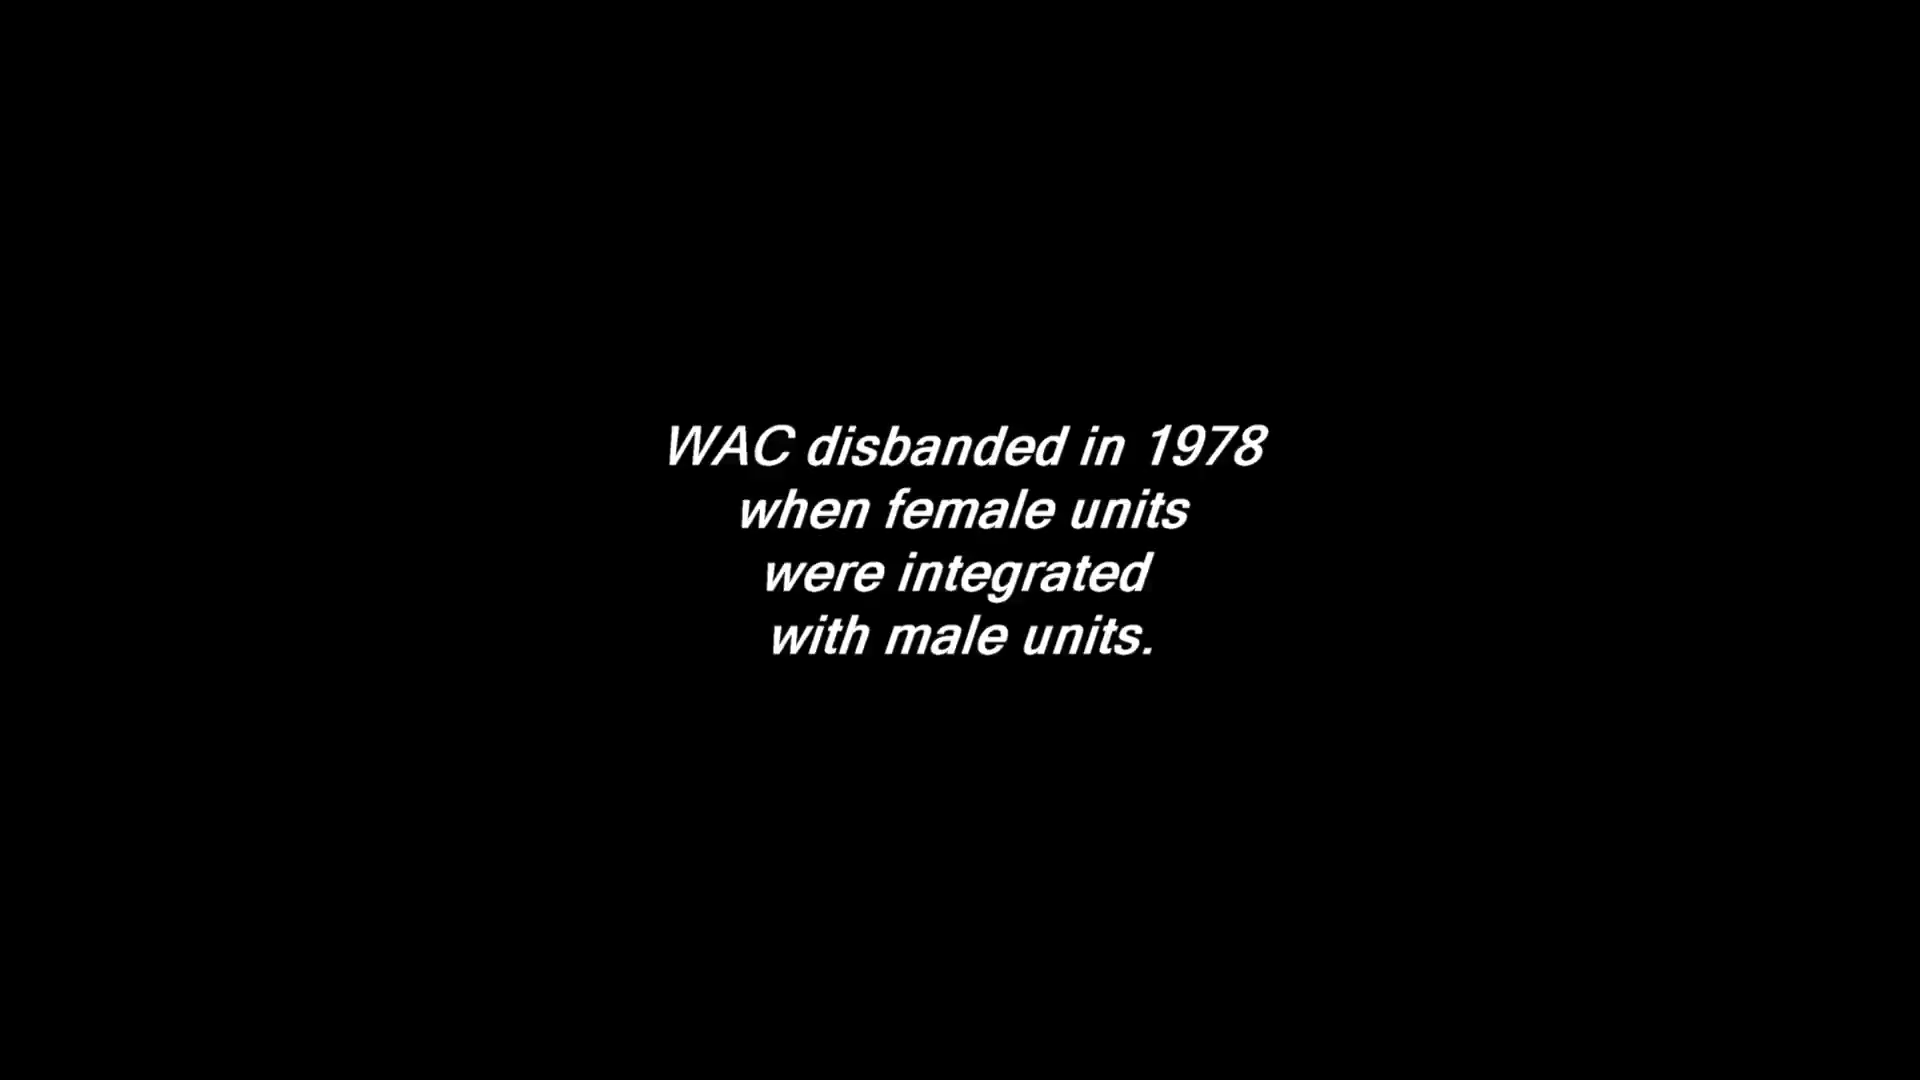 WAC disbanded in 1978
when female units
were integrated
with male units.